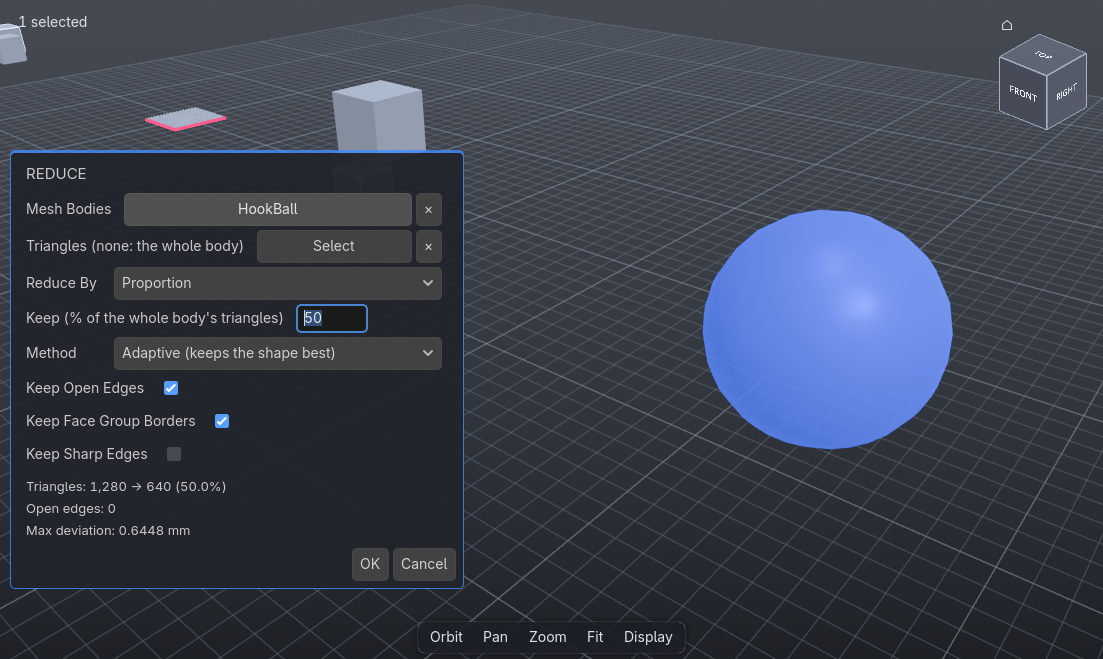 1 selected
TOP
FRONT
RIGHT
REDUCE
Mesh Bodies HookBall ×
Triangles (none: the whole body) Select ×
Reduce By Proportion
Keep (% of the whole body's triangles) 50
Method Adaptive (keeps the shape best)
Keep Open Edges
Keep Face Group Borders
Keep Sharp Edges
Triangles: 1,280 → 640 (50.0%)
Open edges: 0
Max deviation: 0.6448 mm
OK Cancel
Orbit Pan Zoom Fit Display